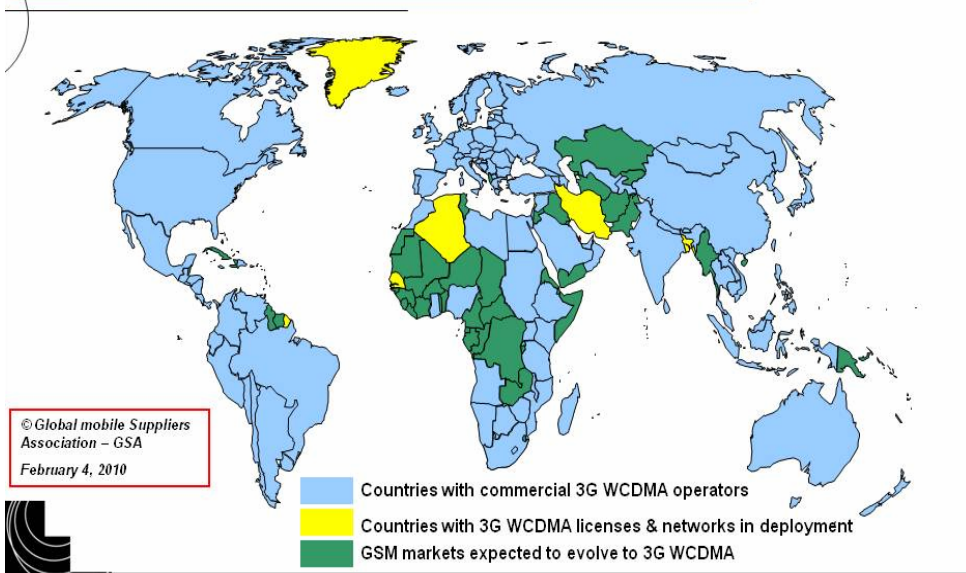 © Global mobile Suppliers
Association – GSA
February 4, 2010
Countries with commercial 3G WCDMA operators
Countries with 3G WCDMA licenses & networks in deployment
GSM markets expected to evolve to 3G WCDMA